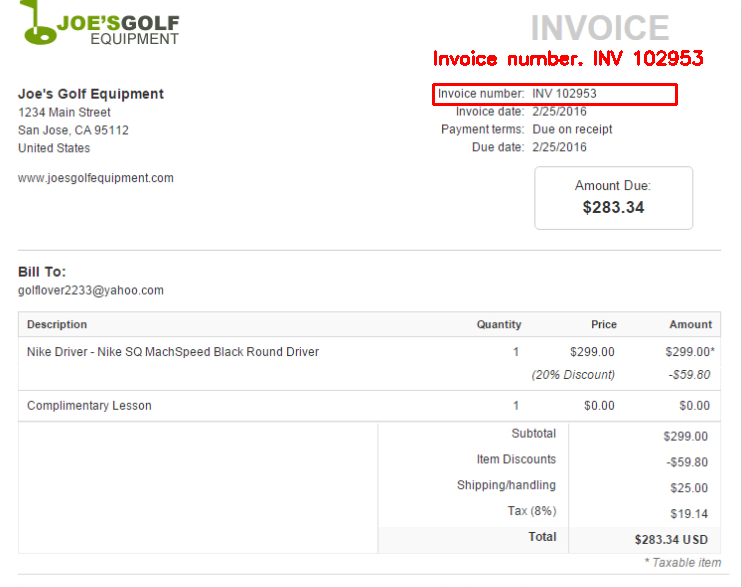 JOE'SGOLF
EQUIPMENT
INVOICE
Invoice number. INV 102953
Joe's Golf Equipment
1234 Main Street
San Jose, CA 95112
United States
www.joesgolfequipment.com
Invoice number: INV 102953
Invoice date: 2/25/2016
Payment terms: Due on receipt
Due date: 2/25/2016
Amount Due:
$283.34
Bill To:
golflover2233@yahoo.com
Description Quantity Price Amount
Nike Driver - Nike SQ MachSpeed Black Round Driver 1 $299.00 $299.00*
(20% Discount) -$59.80
Complimentary Lesson 1 $0.00 $0.00
Subtotal $299.00
Item Discounts -$59.80
Shipping/handling $25.00
Tax (8%) $19.14
Total $283.34 USD
* Taxable item